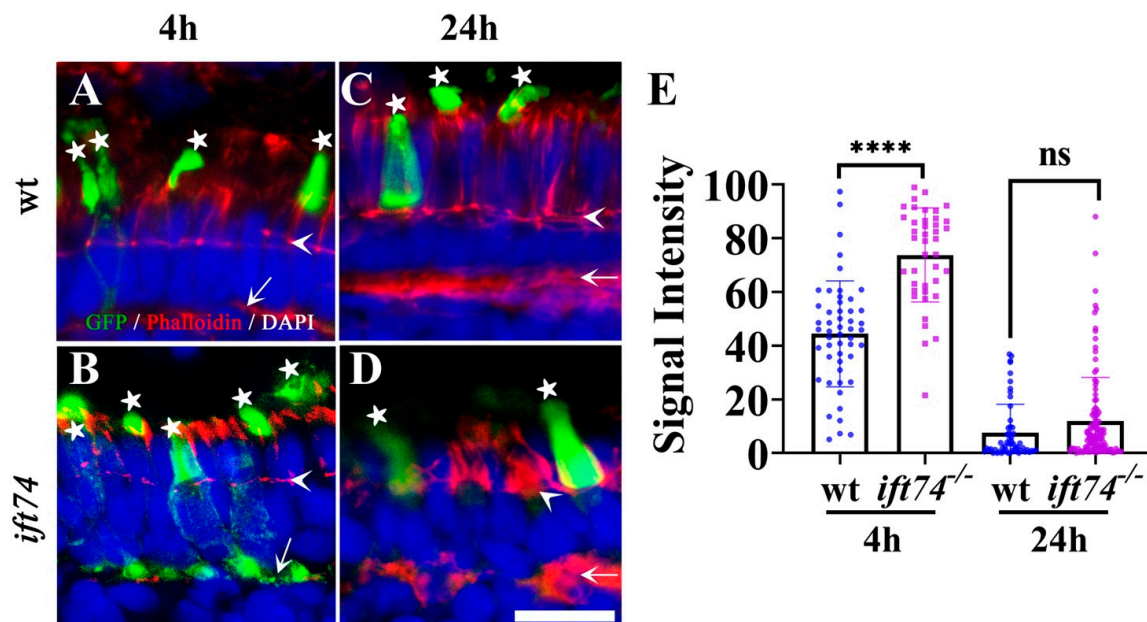 4h
24h
wt
ift74
A
GFP / Phalloidin / DAPI
C
B
D
E
Signal Intensity
100
80
60
40
20
0
****
ns
wt ift74-/- wt ift74-/-
4h 24h